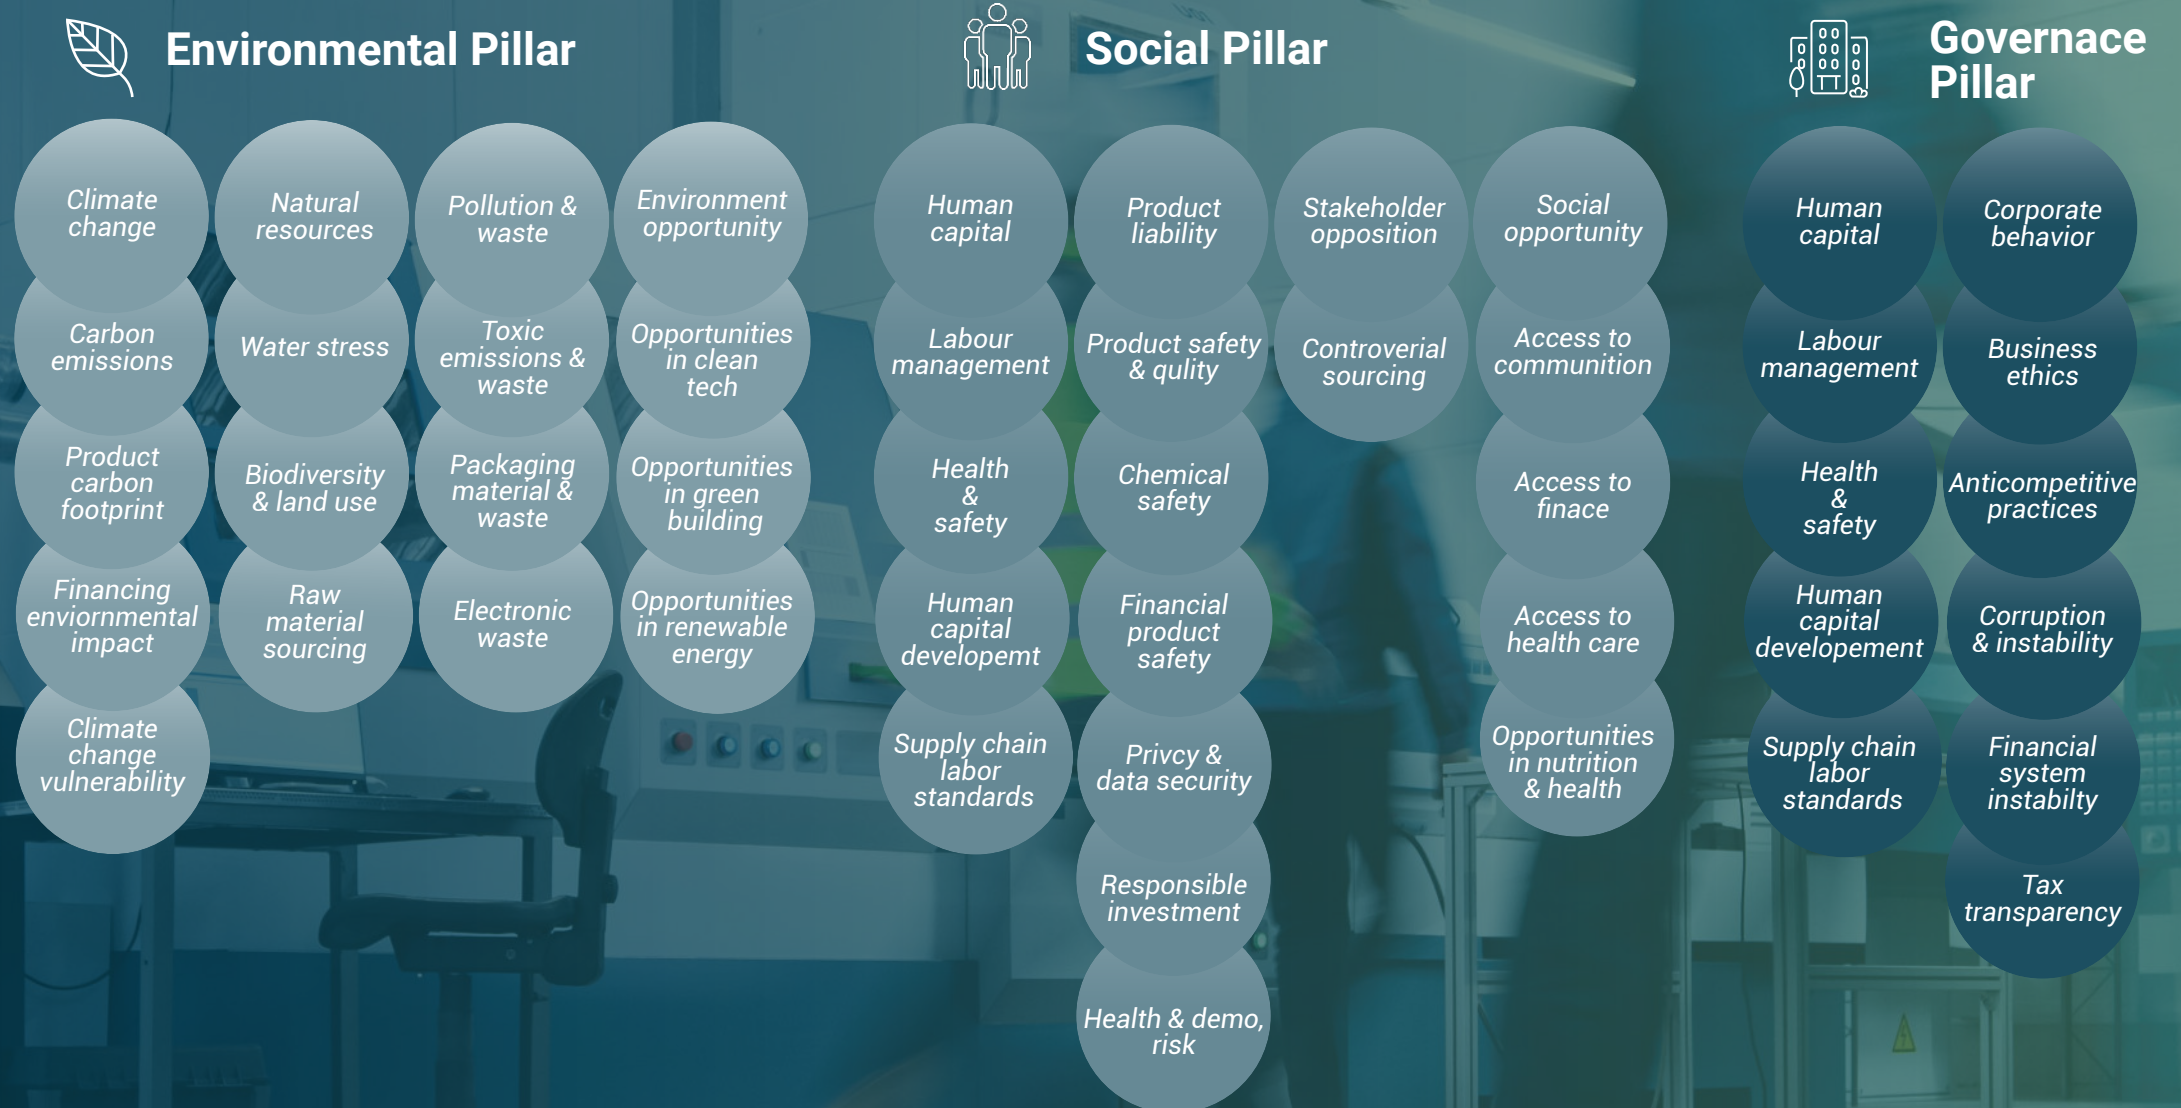 Environmental Pillar
Climate
change
Carbon
emissions
Product
carbon
footprint
Financing
enviornmental
impact
Climate
change
vulnerability
Natural
resources
Water stress
Biodiversity
& land use
Raw
material
sourcing
Pollution &
waste
Toxic
emissions &
waste
Packaging
material &
waste
Electronic
waste
Environment
opportunity
Opportunities
in clean
tech
Opportunities
in green
building
Opportunities
in renewable
energy
Social Pillar
Human
capital
Labour
management
Health
&
safety
Human
capital
developemt
Supply chain
labor
standards
Product
liability
Product safety
& qulity
Chemical
safety
Financial
product
safety
Privcy &
data security
Responsible
investment
Health & demo,
risk
Stakeholder
opposition
Controverial
sourcing
Social
opportunity
Access to
communition
Access to
finace
Access to
health care
Opportunities
in nutrition
& health
Governace
Pillar
Human
capital
Labour
management
Health
&
safety
Human
capital
developement
Supply chain
labor
standards
Corporate
behavior
Business
ethics
Anticompetitive
practices
Corruption
& instability
Financial
system
instabilty
Tax
transparency